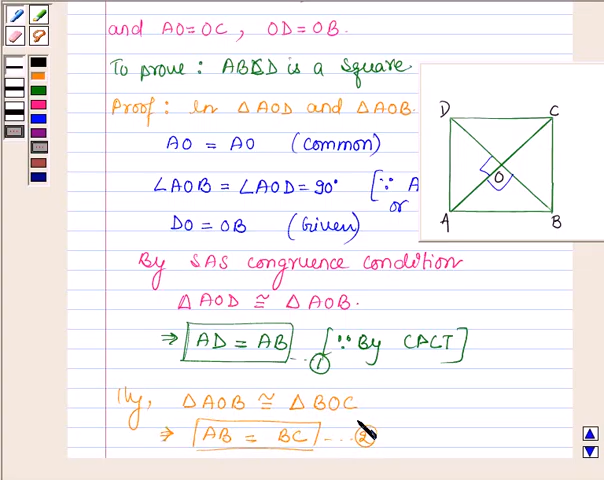 and AO=OC, OD=OB.
To prove: ABCD is a square
Proof: In △AOD and △AOB.
AO = AO (Common)
∠AOB = ∠AOD = 90° [∵ A
or
DO = OB (Given)
By SAS congruence condition
△AOD ≅ △AOB.
⇒ AD = AB [∵ By CPCT]
... ①
lly, △AOB ≅ △BOC
⇒ AB = BC ... ②
D C
O
A B